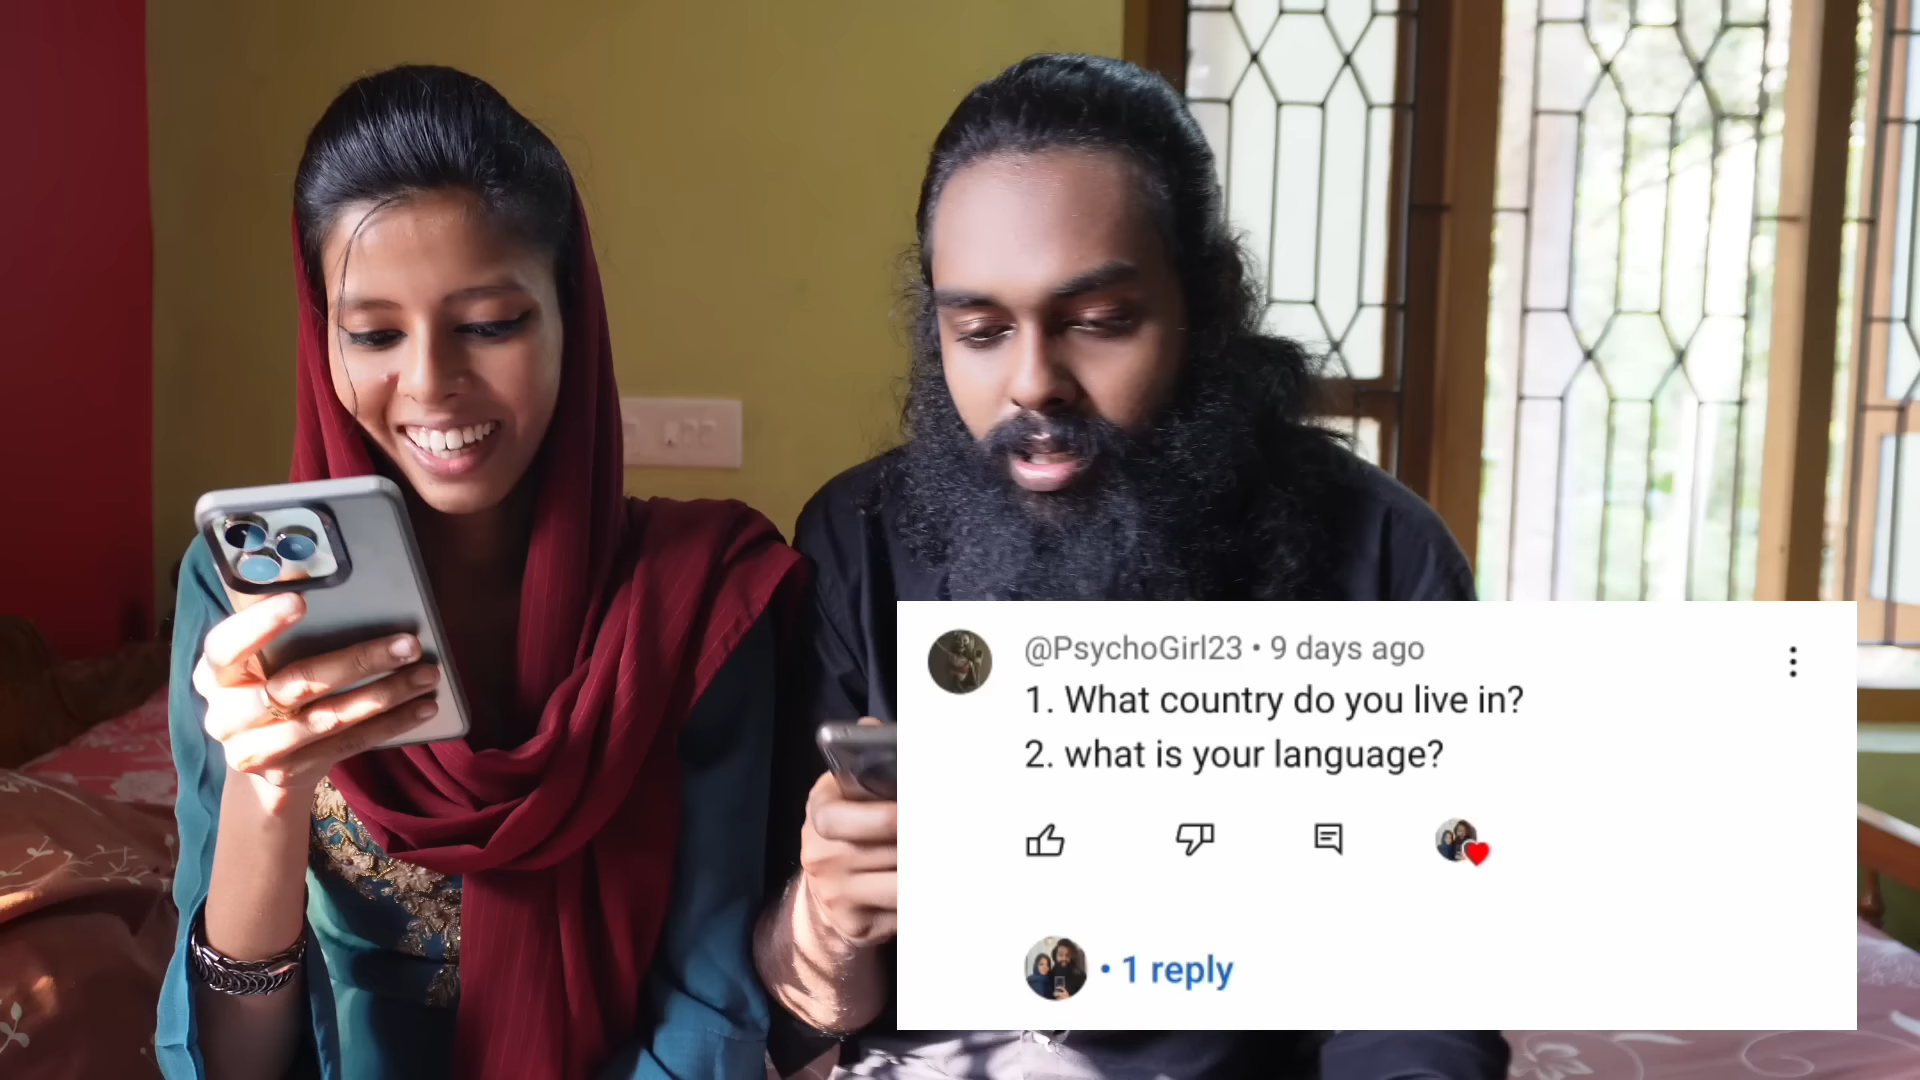 @PsychoGirl23 • 9 days ago
1. What country do you live in?
2. what is your language?
• 1 reply